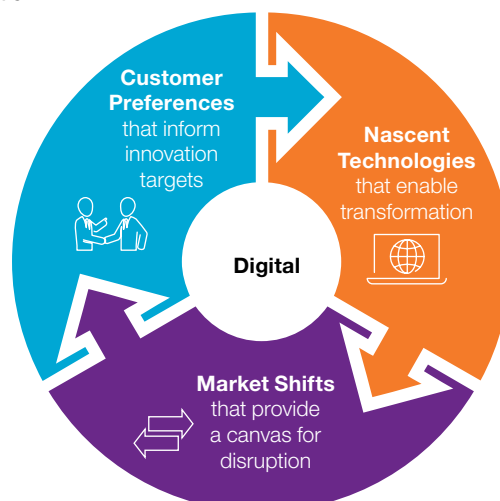 Customer
Preferences
that inform
innovation
targets
Nascent
Technologies
that enable
transformation
Digital
Market Shifts
that provide
a canvas for
disruption